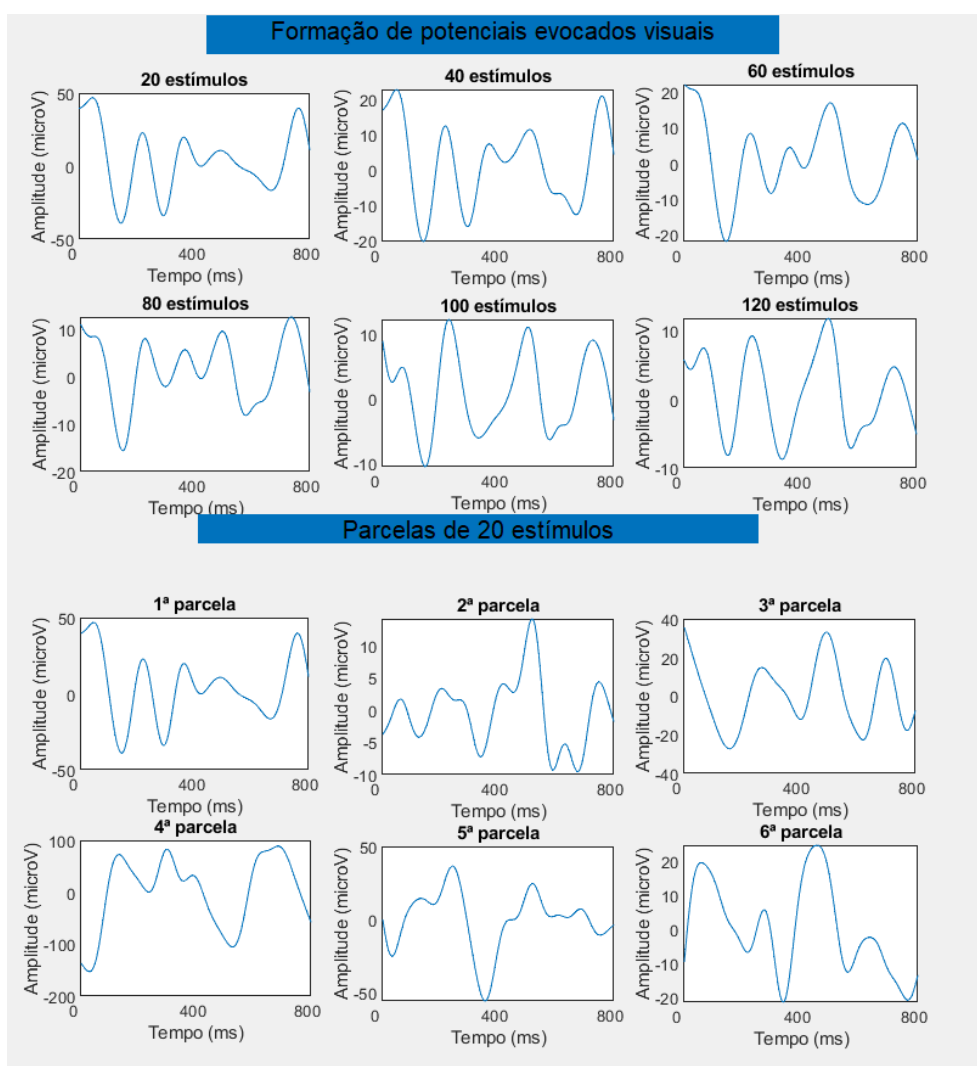 Formação de potenciais evocados visuais
20 estímulos
50
0
-50
0
400
800
Amplitude (microV)
Tempo (ms)
40 estímulos
20
10
0
-10
-20
0
400
800
Amplitude (microV)
Tempo (ms)
60 estímulos
20
10
0
-10
-20
0
400
800
Amplitude (microV)
Tempo (ms)
80 estímulos
10
0
-10
-20
0
400
800
Amplitude (microV)
Tempo (ms)
100 estímulos
10
0
-10
0
400
800
Amplitude (microV)
Tempo (ms)
120 estímulos
10
0
-10
0
400
800
Amplitude (microV)
Tempo (ms)
Parcelas de 20 estímulos
1ª parcela
50
0
-50
0
400
800
Amplitude (microV)
Tempo (ms)
2ª parcela
10
5
0
-5
-10
0
400
800
Amplitude (microV)
Tempo (ms)
3ª parcela
40
20
0
-20
-40
0
400
800
Amplitude (microV)
Tempo (ms)
4ª parcela
100
0
-100
-200
0
400
800
Amplitude (microV)
Tempo (ms)
5ª parcela
50
0
-50
0
400
800
Amplitude (microV)
Tempo (ms)
6ª parcela
20
10
0
-10
-20
0
400
800
Amplitude (microV)
Tempo (ms)